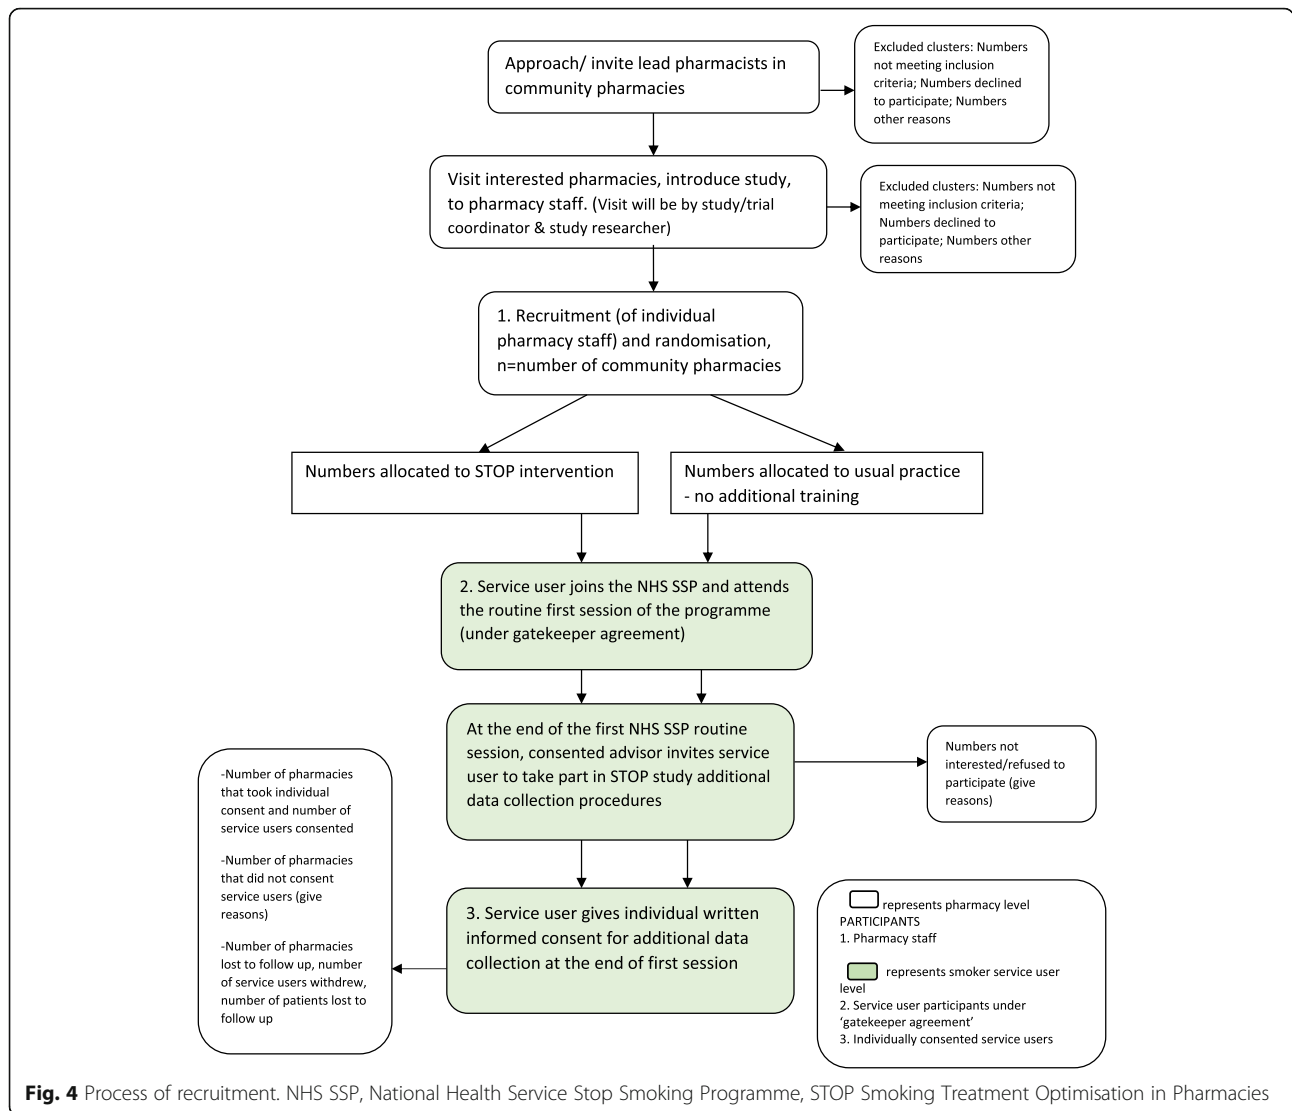 Approach/ invite lead pharmacists in
community pharmacies
Excluded clusters: Numbers
not meeting inclusion
criteria; Numbers declined
to participate; Numbers
other reasons
Visit interested pharmacies, introduce study,
to pharmacy staff. (Visit will be by study/trial
coordinator & study researcher)
Excluded clusters: Numbers not
meeting inclusion criteria;
Numbers declined to
participate; Numbers other
reasons
1. Recruitment (of individual
pharmacy staff) and randomisation,
n=number of community pharmacies
Numbers allocated to STOP intervention
Numbers allocated to usual practice
- no additional training
2. Service user joins the NHS SSP and attends
the routine first session of the programme
(under gatekeeper agreement)
At the end of the first NHS SSP routine
session, consented advisor invites service
user to take part in STOP study additional
data collection procedures
Numbers not
interested/refused to
participate (give
reasons)
-Number of pharmacies
that took individual
consent and number of
service users consented
-Number of pharmacies
that did not consent
service users (give
reasons)
-Number of pharmacies
lost to follow up, number
of service users withdrew,
number of patients lost to
follow up
3. Service user gives individual written
informed consent for additional data
collection at the end of first session
represents pharmacy level
PARTICIPANTS
1. Pharmacy staff
represents smoker service user
level
2. Service user participants under
‘gatekeeper agreement’
3. Individually consented service users
Fig. 4 Process of recruitment. NHS SSP, National Health Service Stop Smoking Programme, STOP Smoking Treatment Optimisation in Pharmacies